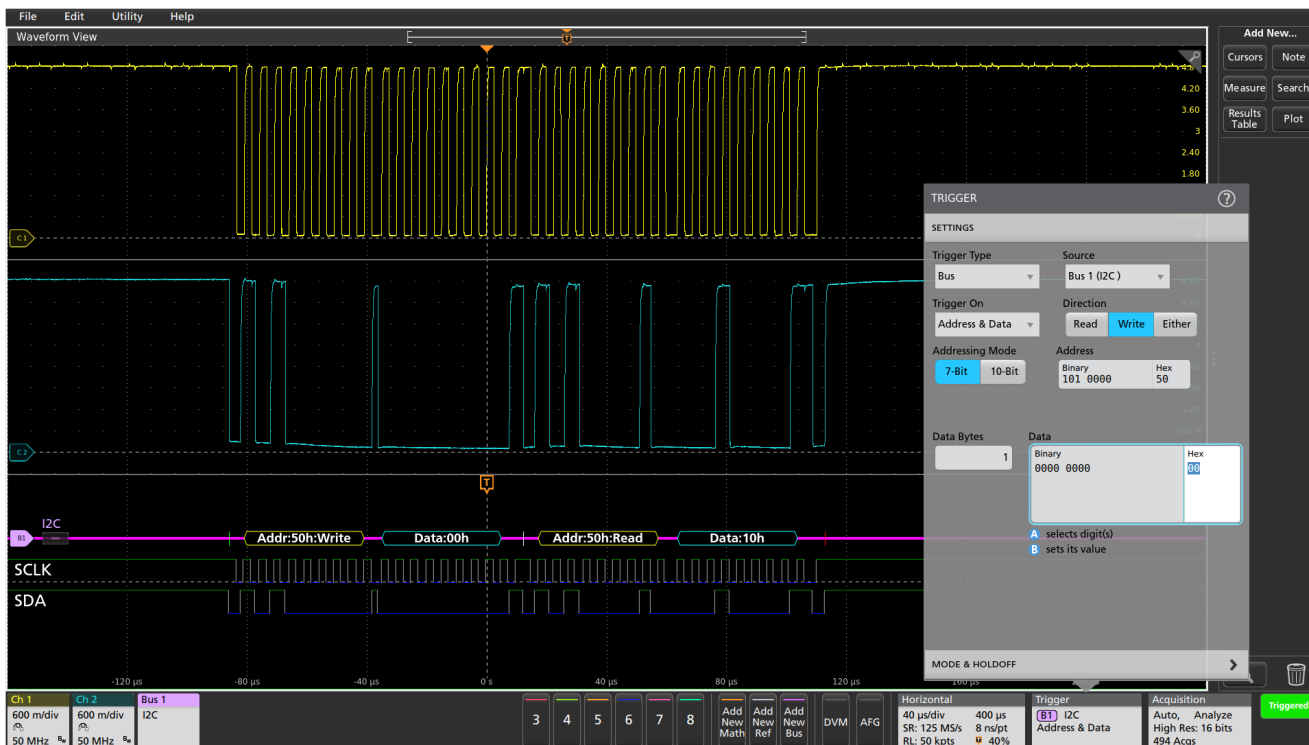 File Edit Utility Help
Waveform View
Add New...
Cursors Note
Measure Search
Results Table Plot
4.20
3.60
3
2.40
1.80
C1
C2
TRIGGER ?
SETTINGS
Trigger Type Source
Bus Bus 1 (I2C )
Trigger On Direction
Address & Data Read Write Either
Addressing Mode Address
7-Bit 10-Bit Binary Hex
101 0000 50
Data Bytes Data
1 Binary Hex
0000 0000 00
A selects digit(s)
B sets its value
MODE & HOLDOFF
T
I2C
B1 Addr:50h:Write Data:00h Addr:50h:Read Data:10h
SCLK
SDA
-120 µs -80 µs -40 µs 0 s 40 µs 80 µs 120 µs 160 µs
Ch 1 Ch 2 Bus 1
600 m/div 600 m/div I2C
50 MHz Bw 50 MHz Bw
3 4 5 6 7 8
Add New Math Add New Ref Add New Bus DVM AFG
Horizontal
40 µs/div 400 µs
SR: 125 MS/s 8 ns/pt
RL: 50 kpts T 40%
Trigger
B1 I2C
Address & Data
Acquisition
Auto, Analyze
High Res: 16 bits
494 Acqs
Triggered